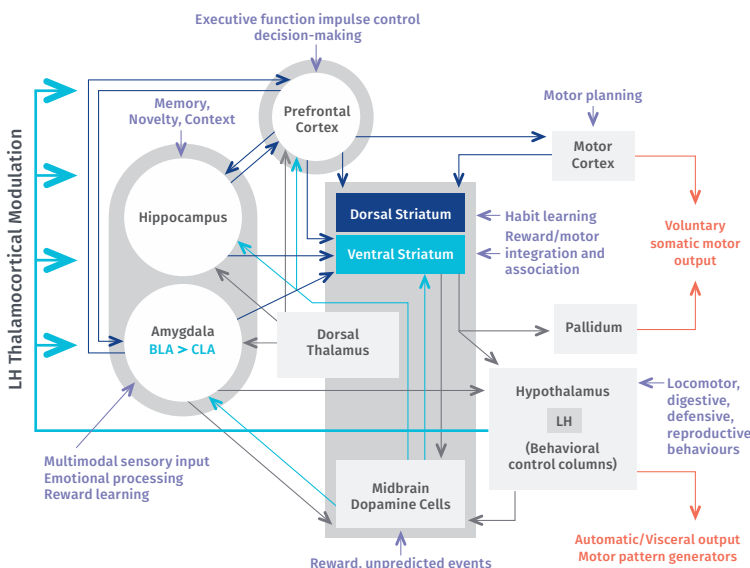 Executive function impulse control
decision-making
Memory,
Novelty, Context
Prefrontal
Cortex
Motor planning
Motor
Cortex
LH Thalamocortical Modulation
Hippocampus
Dorsal Striatum
Ventral Striatum
Habit learning
Reward/motor
integration and
association
Voluntary
somatic motor
output
Amygdala
BLA > CLA
Dorsal
Thalamus
Pallidum
Hypothalamus
LH
(Behavioral
control columns)
Locomotor,
digestive,
defensive,
reproductive
behaviours
Multimodal sensory input
Emotional processing
Reward learning
Midbrain
Dopamine Cells
Automatic/Visceral output
Motor pattern generators
Reward, unpredicted events